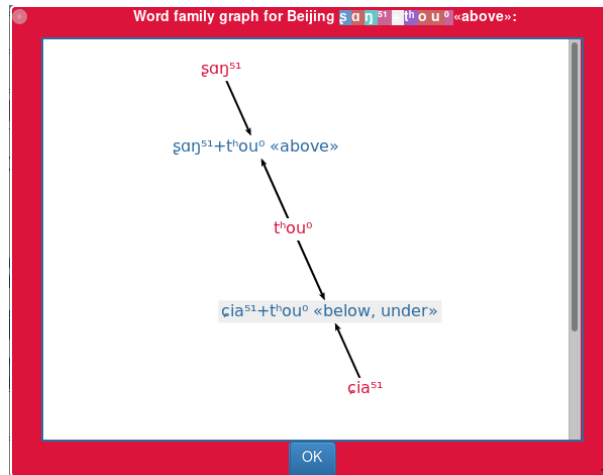 Word family graph for Beijing ʂ ɑ ŋ ⁵¹ + tʰ o u ⁰ «above»:
ʂɑŋ⁵¹
ʂɑŋ⁵¹+tʰou⁰ «above»
tʰou⁰
ɕia⁵¹+tʰou⁰ «below, under»
ɕia⁵¹
OK